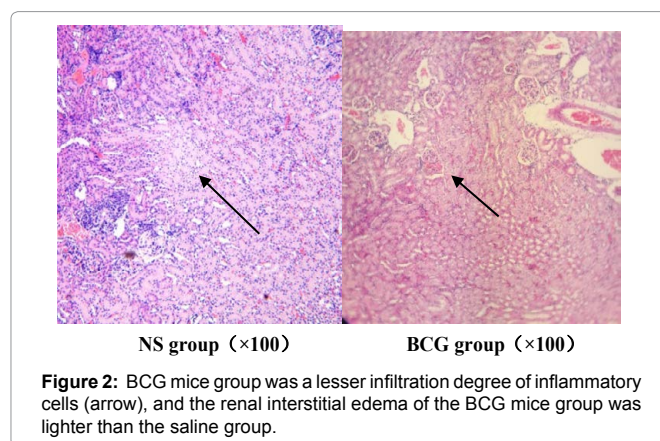 NS group（×100） BCG group（×100）
Figure 2: BCG mice group was a lesser infiltration degree of inflammatory
cells (arrow), and the renal interstitial edema of the BCG mice group was
lighter than the saline group.